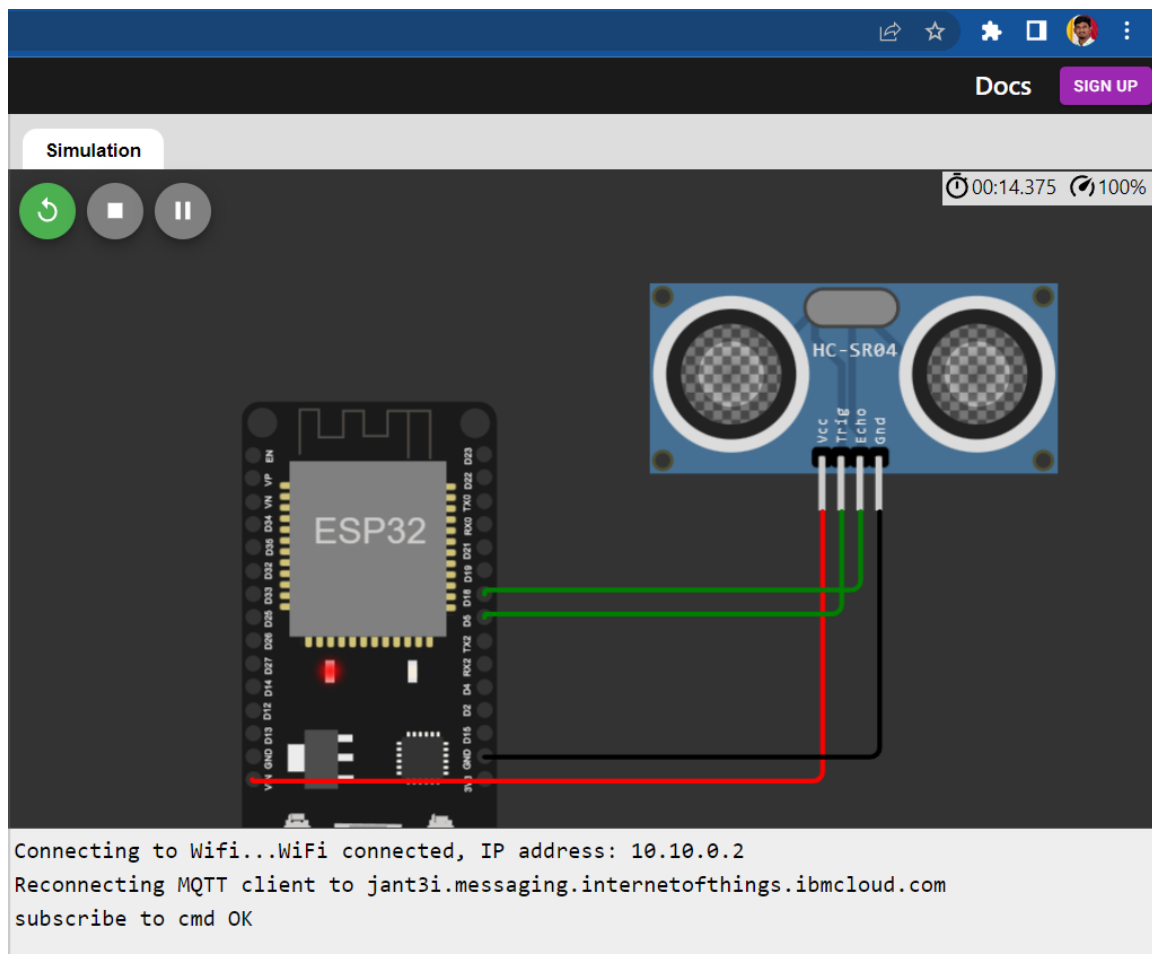 Docs
SIGN UP
Simulation
00:14.375 100%
HC-SR04
Vcc
Trig
Echo
Gnd
ESP32
EN
VP
VN
D34
D35
D32
D33
D25
D26
D27
D14
D12
D13
GND
VIN
D23
D22
TX0
RX0
D21
D19
D18
D5
TX2
RX2
D4
D2
D15
GND
3V3
Connecting to Wifi...WiFi connected, IP address: 10.10.0.2
Reconnecting MQTT client to jant3i.messaging.internetofthings.ibmcloud.com
subscribe to cmd OK